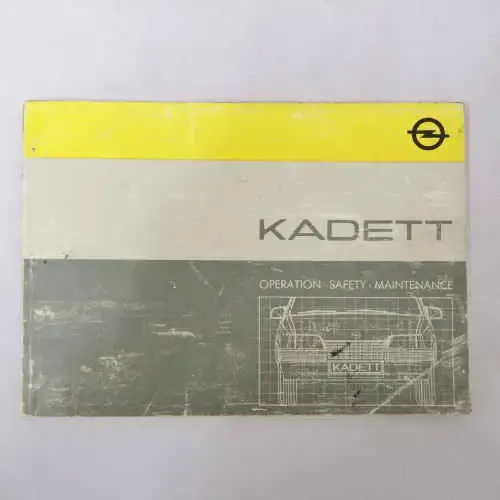 KADETT
OPERATION · SAFETY · MAINTENANCE
KADETT